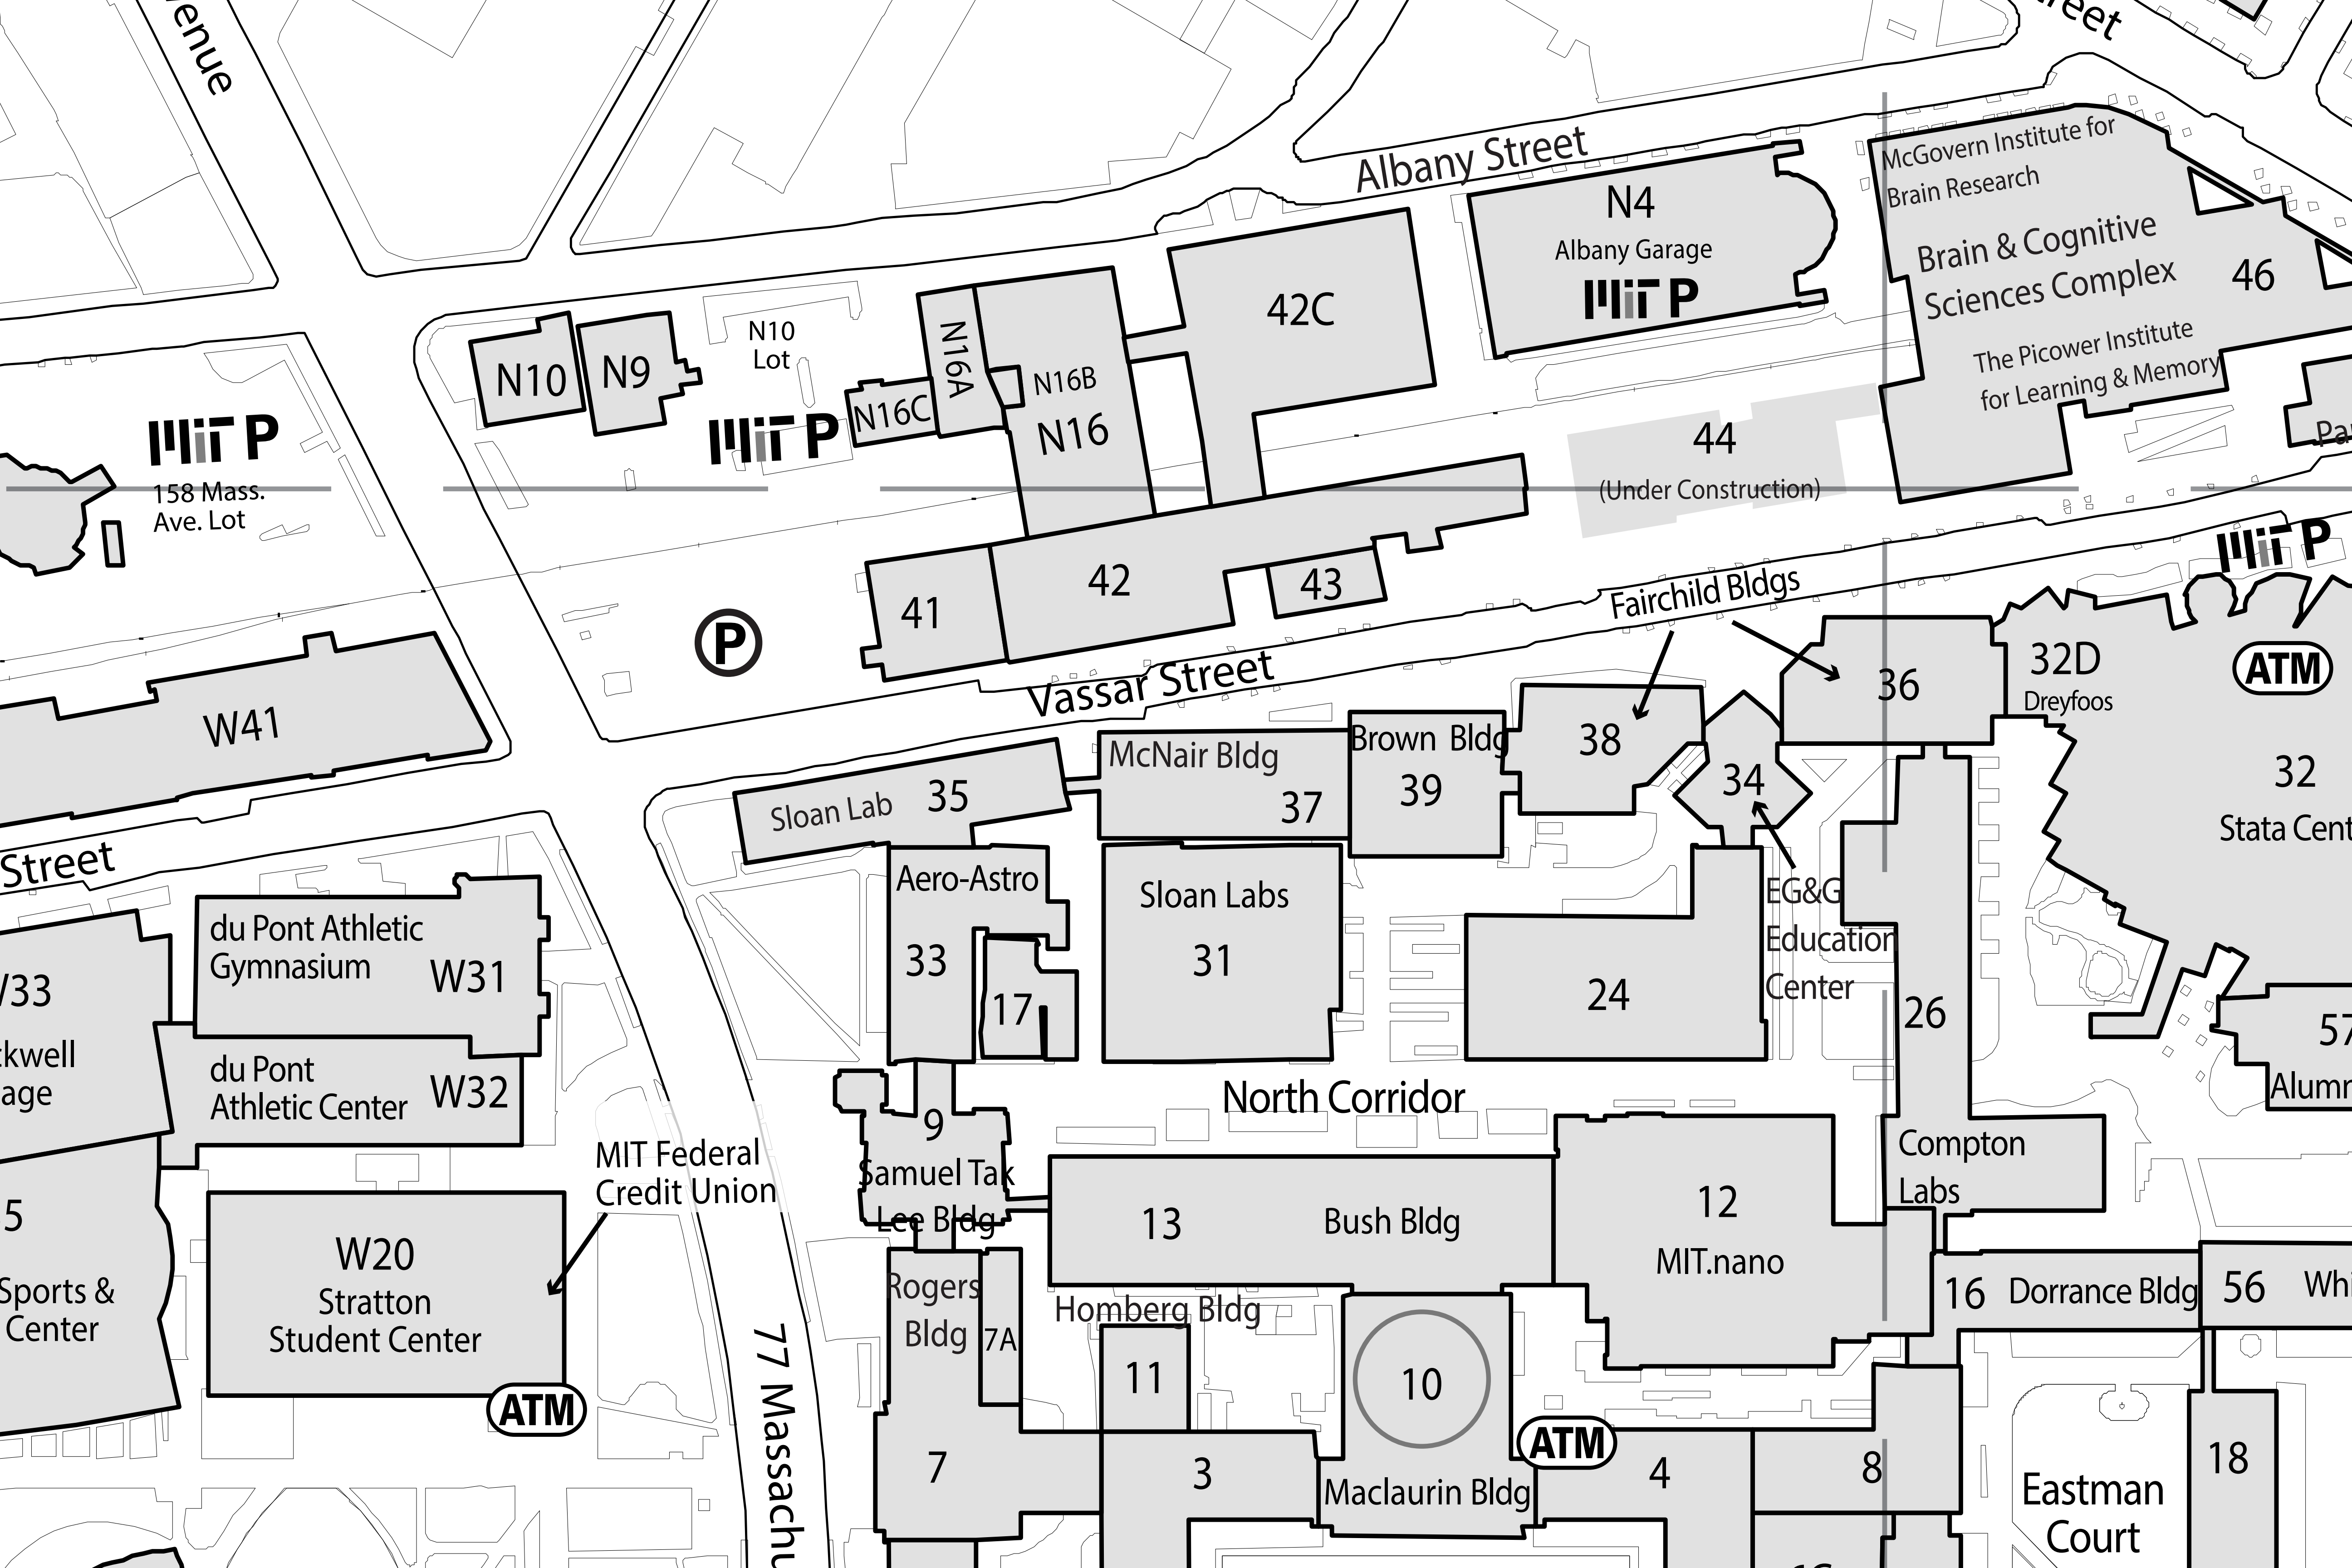 venue
Street
Albany Street
N4
Albany Garage
MIT P
McGovern Institute for
Brain Research
Brain & Cognitive
Sciences Complex
46
The Picower Institute
for Learning & Memory
42C
N10
N9
N10
Lot
MIT P
N16A
N16B
N16C
N16
MIT P
158 Mass.
Ave. Lot
44
(Under Construction)
Pa
MIT P
41
42
43
P
Vassar Street
Fairchild Bldgs
W41
36
32D
Dreyfoos
ATM
32
Stata Cent
38
34
Brown Bldg
39
McNair Bldg
37
Sloan Lab
35
Street
Aero-Astro
33
17
Sloan Labs
31
24
EG&G
Education
Center
26
57
Alumn
du Pont Athletic
Gymnasium
W31
W33
ckwell
age
du Pont
Athletic Center
W32
North Corridor
MIT Federal
Credit Union
9
Samuel Tak
Lee Bldg
13
Bush Bldg
12
MIT.nano
Compton
Labs
5
Sports &
Center
W20
Stratton
Student Center
ATM
77 Massachu
Rogers
Bldg
7A
Homberg Bldg
11
10
Maclaurin Bldg
ATM
16
Dorrance Bldg
56
Whi
7
3
4
8
18
Eastman
Court